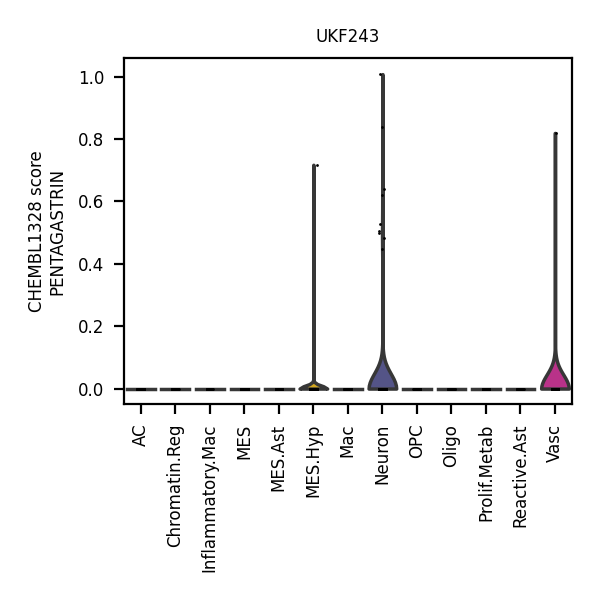 UKF243
CHEMBL1328 score
PENTAGASTRIN
1.0
0.8
0.6
0.4
0.2
0.0
AC
Chromatin.Reg
Inflammatory.Mac
MES
MES.Ast
MES.Hyp
Mac
Neuron
OPC
Oligo
Prolif.Metab
Reactive.Ast
Vasc